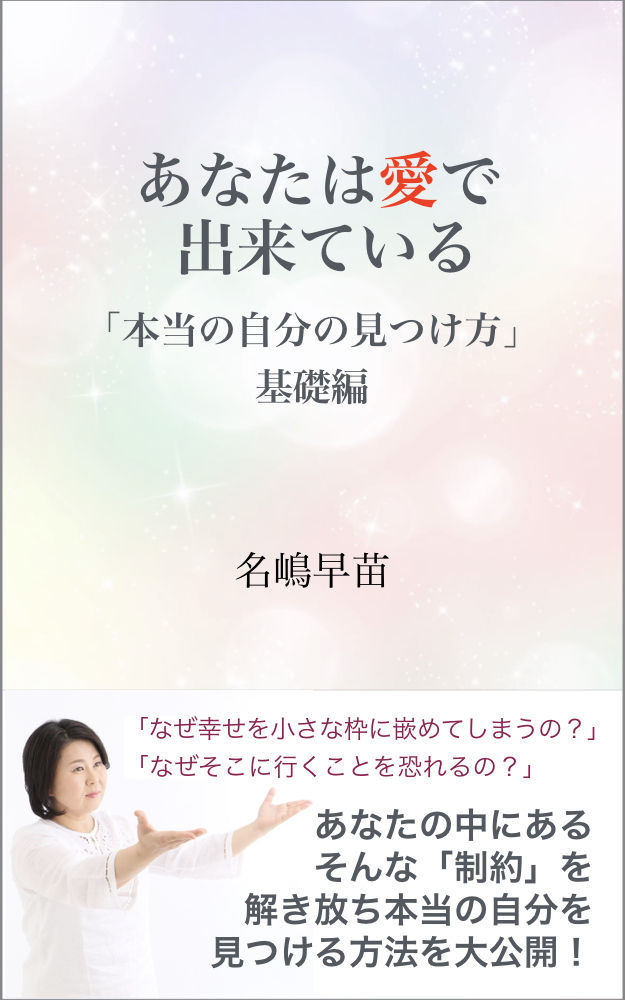 あなたは愛で
出来ている
「本当の自分の見つけ方」
基礎編
名嶋早苗
「なぜ幸せを小さな枠に嵌めてしまうの？」
「なぜそこに行くことを恐れるの？」
あなたの中にある
そんな「制約」を
解き放ち本当の自分を
見つける方法を大公開！